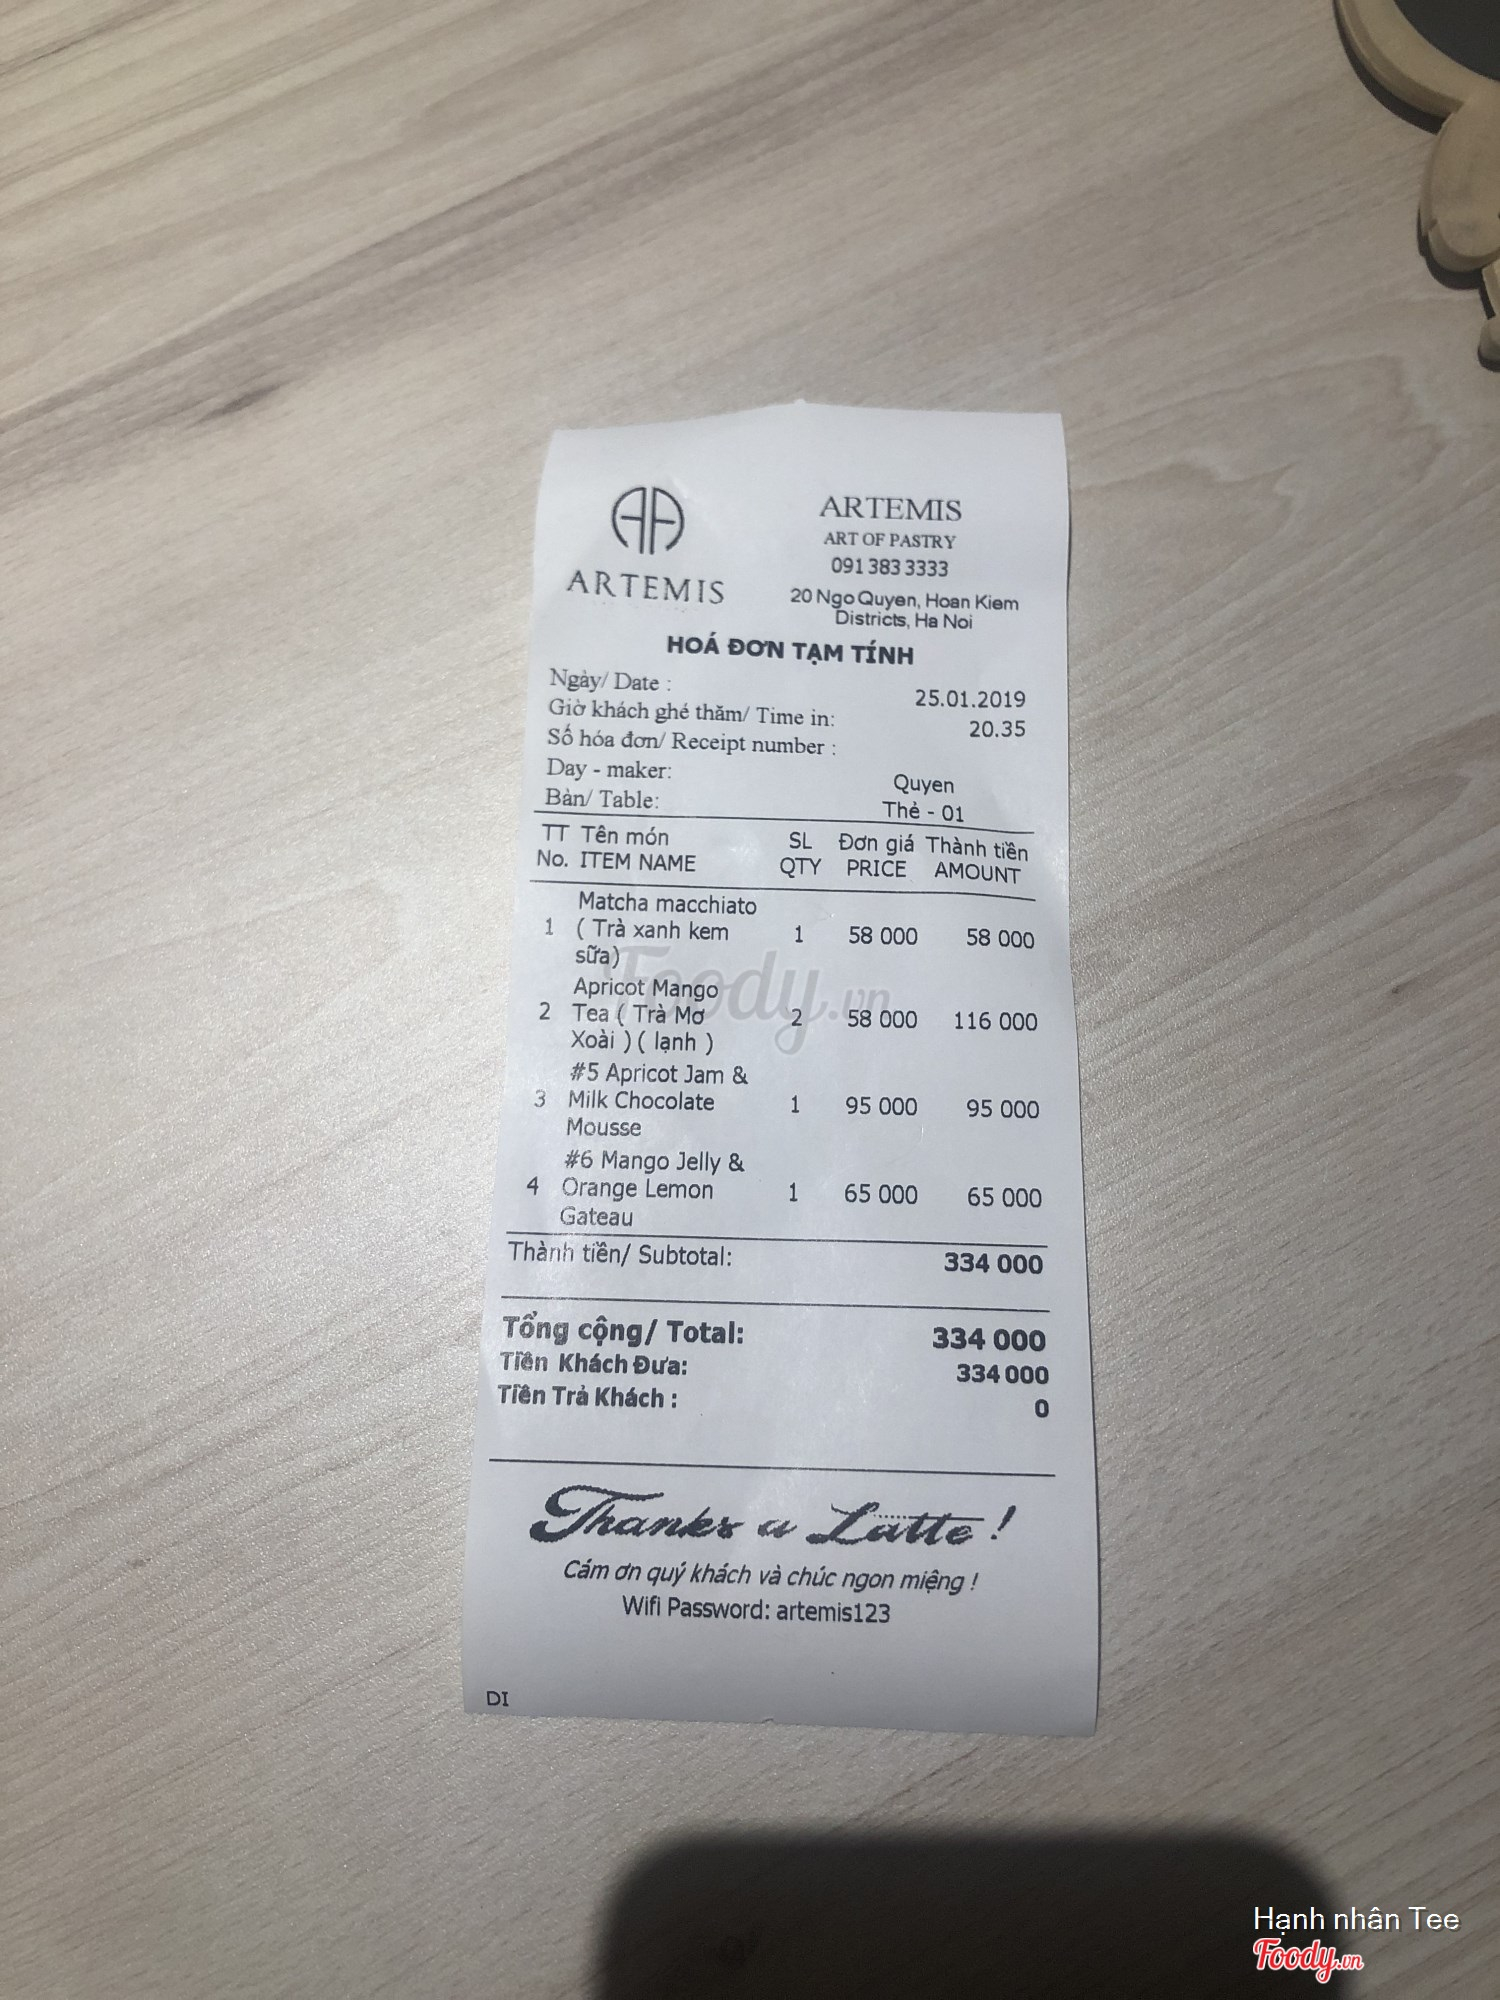 ARTEMIS
ARTEMIS
ART OF PASTRY
091 383 3333
20 Ngo Quyen, Hoan Kiem
Districts, Ha Noi
HOÁ ĐƠN TẠM TÍNH
Ngày/ Date : 25.01.2019
Giờ khách ghé thăm/ Time in: 20.35
Số hóa đơn/ Receipt number :
Day - maker: Quyen
Bàn/ Table: Thẻ - 01
TT Tên món SL Đơn giá Thành tiền
No. ITEM NAME QTY PRICE AMOUNT
Matcha macchiato
1 ( Trà xanh kem 1 58 000 58 000
sữa)
Apricot Mango
2 Tea ( Trà Mơ 2 58 000 116 000
Xoài ) ( lạnh )
#5 Apricot Jam &
3 Milk Chocolate 1 95 000 95 000
Mousse
#6 Mango Jelly &
4 Orange Lemon 1 65 000 65 000
Gateau
Thành tiền/ Subtotal: 334 000
Tổng cộng/ Total: 334 000
Tiền Khách Đưa: 334 000
Tiền Trả Khách : 0
Thanks a Latte !
Cám ơn quý khách và chúc ngon miệng !
Wifi Password: artemis123
DI
Foody.vn
Hạnh nhân Tee
Foody.vn